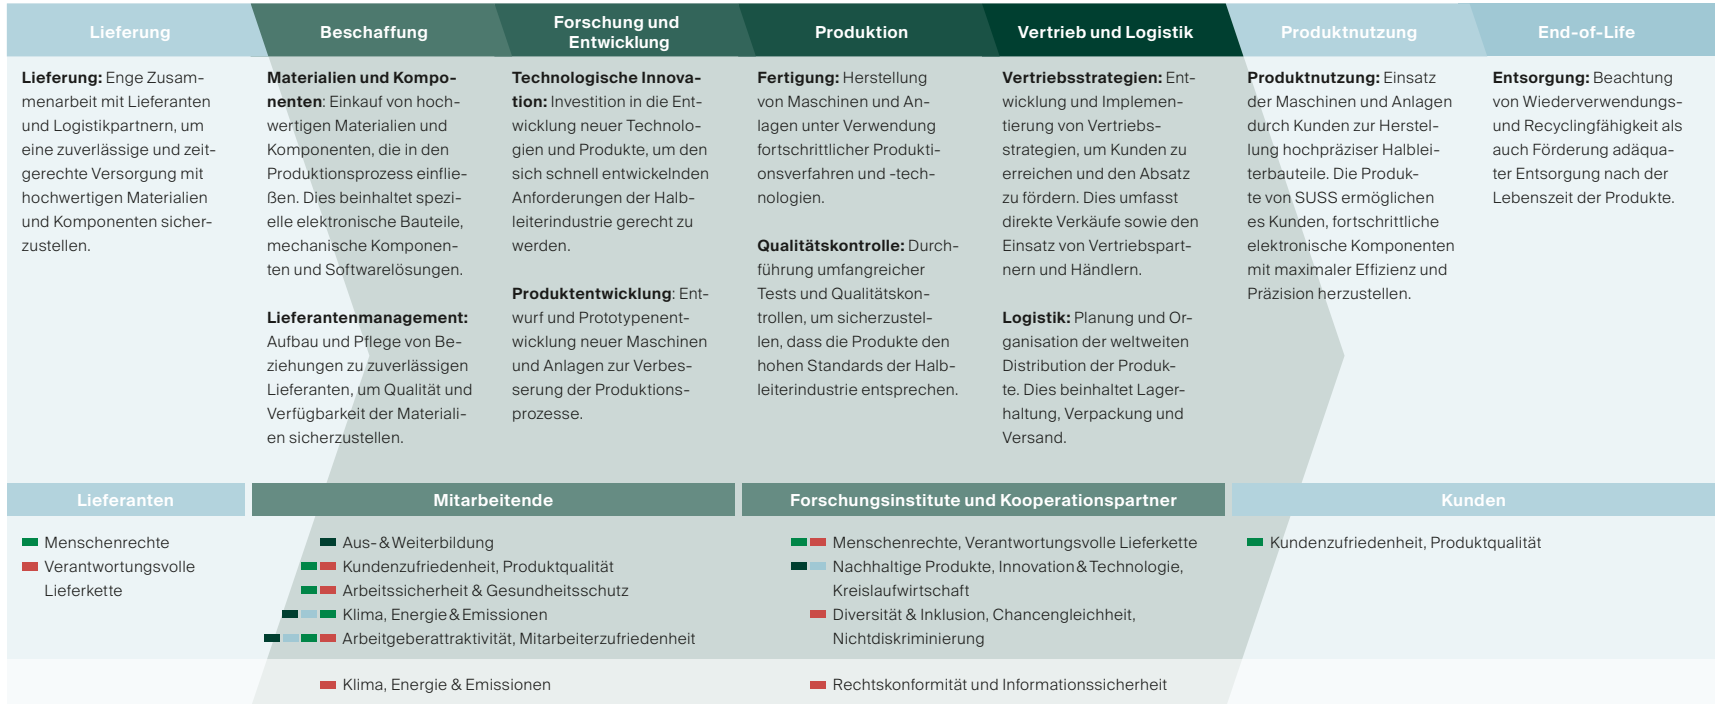 Lieferung
Beschaffung
Forschung und
Entwicklung
Produktion
Vertrieb und Logistik
Produktnutzung
End-of-Life
Lieferung: Enge Zusam-
menarbeit mit Lieferanten
und Logistikpartnern, um
eine zuverlässige und zeit-
gerechte Versorgung mit
hochwertigen Materialien
und Komponenten sicher-
zustellen.
Materialien und Kompo-
nenten: Einkauf von hoch-
wertigen Materialien und
Komponenten, die in den
Produktionsprozess einflie-
ßen. Dies beinhaltet spezi-
elle elektronische Bauteile,
mechanische Komponen-
ten und Softwarelösungen.
Lieferantenmanagement:
Aufbau und Pflege von Be-
ziehungen zu zuverlässigen
Lieferanten, um Qualität und
Verfügbarkeit der Materiali-
en sicherzustellen.
Technologische Innova-
tion: Investition in die Ent-
wicklung neuer Technolo-
gien und Produkte, um den
sich schnell entwickelnden
Anforderungen der Halb-
leiterindustrie gerecht zu
werden.
Produktentwicklung: Ent-
wurf und Prototypenent-
wicklung neuer Maschinen
und Anlagen zur Verbes-
serung der Produktions-
prozesse.
Fertigung: Herstellung
von Maschinen und An-
lagen unter Verwendung
fortschrittlicher Produkti-
onsverfahren und -tech-
nologien.
Qualitätskontrolle: Durch-
führung umfangreicher
Tests und Qualitätskon-
trollen, um sicherzustel-
len, dass die Produkte den
hohen Standards der Halb-
leiterindustrie entsprechen.
Vertriebsstrategien: Ent-
wicklung und Implemen-
tierung von Vertriebs-
strategien, um Kunden zu
erreichen und den Absatz
zu fördern. Dies umfasst
direkte Verkäufe sowie den
Einsatz von Vertriebspart-
nern und Händlern.
Logistik: Planung und Or-
ganisation der weltweiten
Distribution der Produk-
te. Dies beinhaltet Lager-
haltung, Verpackung und
Versand.
Produktnutzung: Einsatz
der Maschinen und Anlagen
durch Kunden zur Herstel-
lung hochpräziser Halblei-
terbauteile. Die Produk-
te von SUSS ermöglichen
es Kunden, fortschrittliche
elektronische Komponenten
mit maximaler Effizienz und
Präzision herzustellen.
Entsorgung: Beachtung
von Wiederverwendungs-
und Recyclingfähigkeit als
auch Förderung adäqua-
ter Entsorgung nach der
Lebenszeit der Produkte.
Lieferanten
Menschenrechte
Verantwortungsvolle
Lieferkette
Mitarbeitende
Aus- & Weiterbildung
Kundenzufriedenheit, Produktqualität
Arbeitssicherheit & Gesundheitsschutz
Klima, Energie & Emissionen
Arbeitgeberattraktivität, Mitarbeiterzufriedenheit
Klima, Energie & Emissionen
Forschungsinstitute und Kooperationspartner
Menschenrechte, Verantwortungsvolle Lieferkette
Nachhaltige Produkte, Innovation & Technologie,
Kreislaufwirtschaft
Diversität & Inklusion, Chancengleichheit,
Nichtdiskriminierung
Rechtskonformität und Informationssicherheit
Kunden
Kundenzufriedenheit, Produktqualität